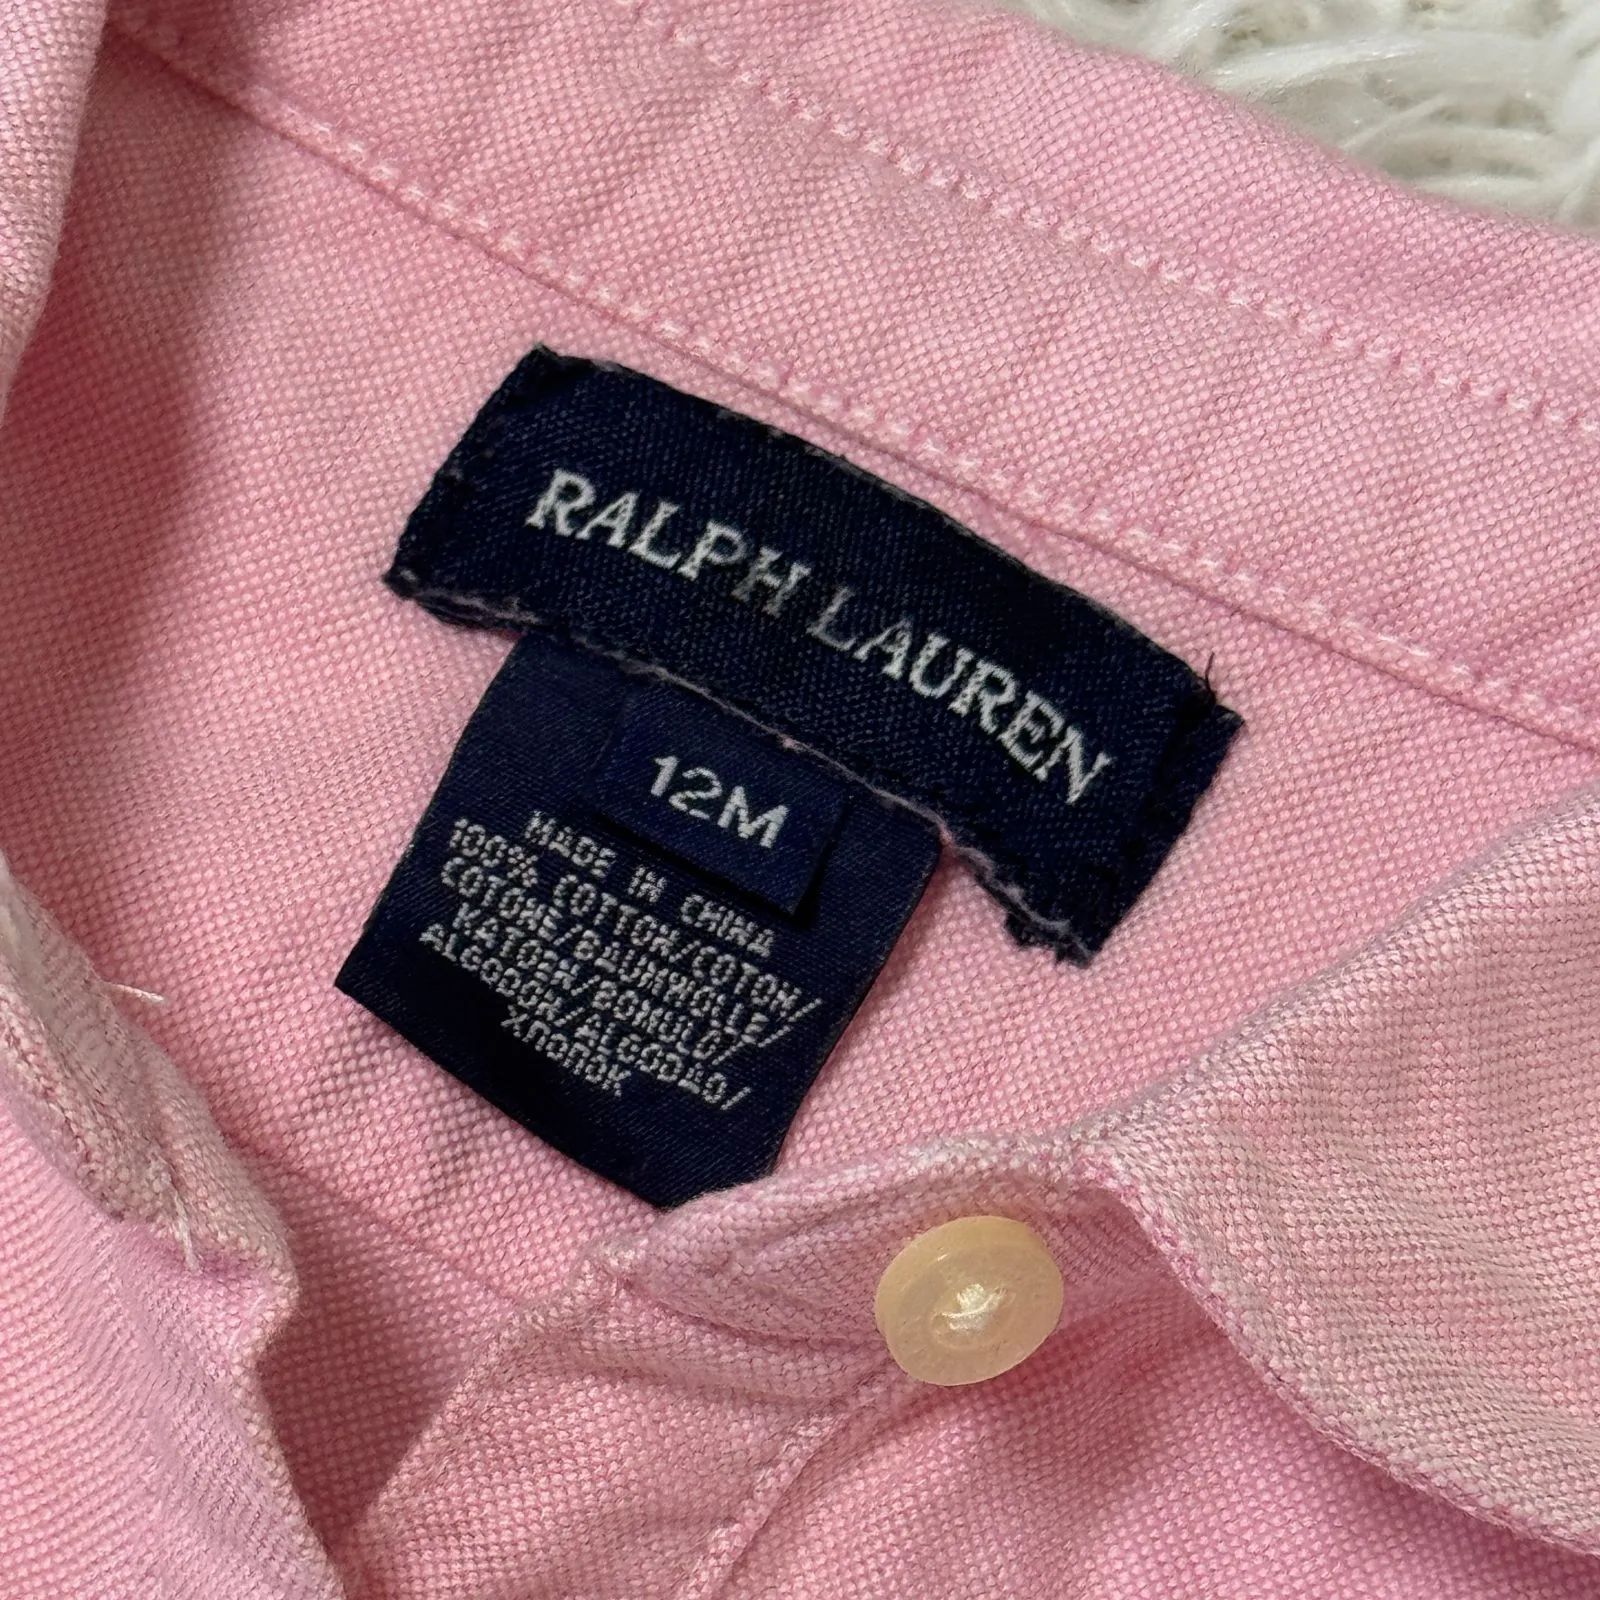 RALPH LAUREN
12M
MADE IN CHINA
100% COTTON/COTON/
COTONE/BAUMWOLLE/
KATOEN/BOMULD/
ALGODON/ALGODAO/
ХЛОПОК